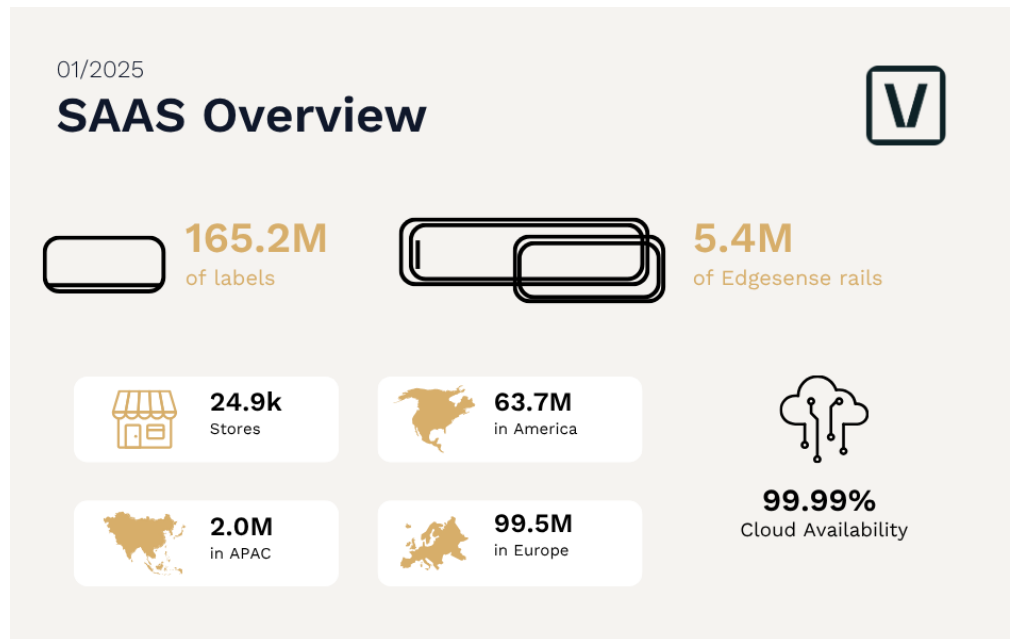 01/2025
SAAS Overview
V
165.2M
of labels
5.4M
of Edgesense rails
24.9k
Stores
63.7M
in America
2.0M
in APAC
99.5M
in Europe
99.99%
Cloud Availability